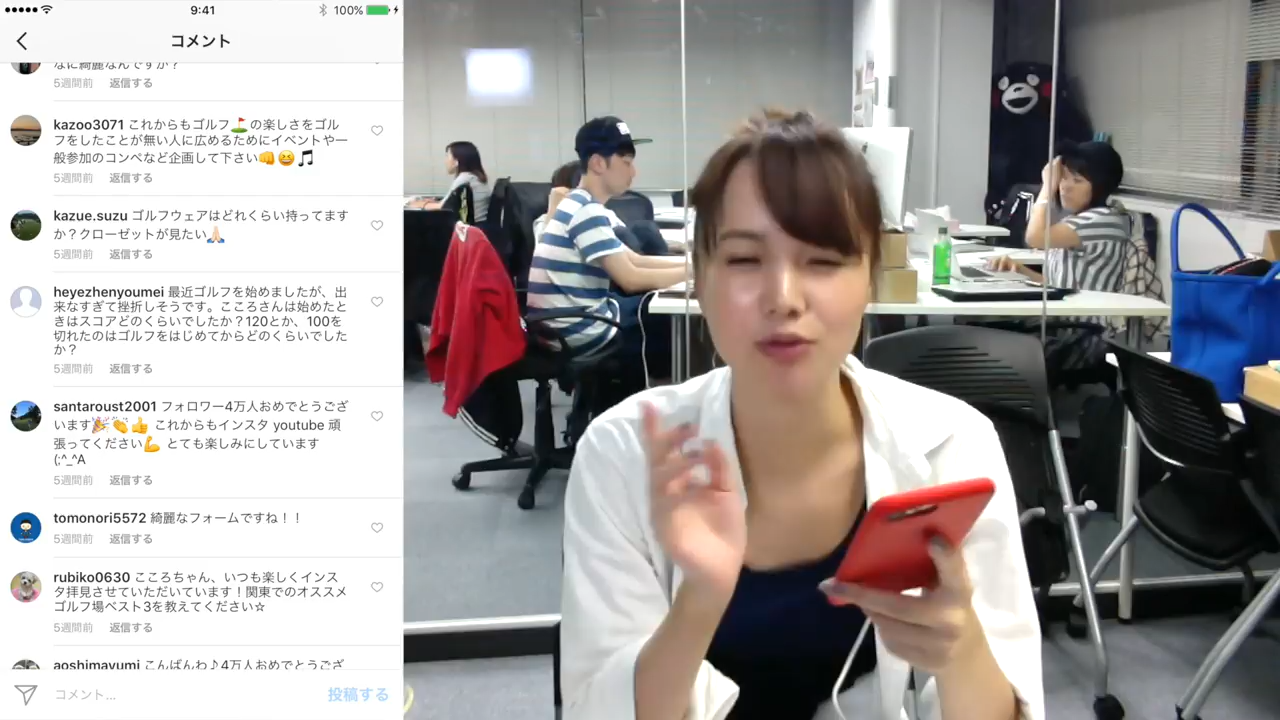 9:41
100%
コメント
なに綺麗なんですか？
5週間前 返信する
kazoo3071 これからもゴルフ⛳の楽しさをゴル
フをしたことが無い人に広めるためにイベントや一
般参加のコンペなど企画して下さい👊😆🎵
5週間前 返信する
kazue.suzu ゴルフウェアはどれくらい持ってます
か？クローゼットが見たい🙏🏻
5週間前 返信する
heyezhenyoumei 最近ゴルフを始めましたが、出
来なすぎて挫折しそうです。こころさんは始めたと
きはスコアどのくらいでしたか？120とか、100を
切れたのはゴルフをはじめてからどのくらいでした
か？
5週間前 返信する
santaroust2001 フォロワー4万人おめでとうござ
います🎉👏👍 これからもインスタ youtube 頑
張ってください💪 とても楽しみにしています
(;^_^A
5週間前 返信する
tomonori5572 綺麗なフォームですね！！
5週間前 返信する
rubiko0630 こころちゃん、いつも楽しくインス
タ拝見させていただいています！関東でのオススメ
ゴルフ場ベスト3を教えてください☆
5週間前 返信する
aoshimayumi こんばんわ♪4万人おめでとうござ
コメント... 投稿する